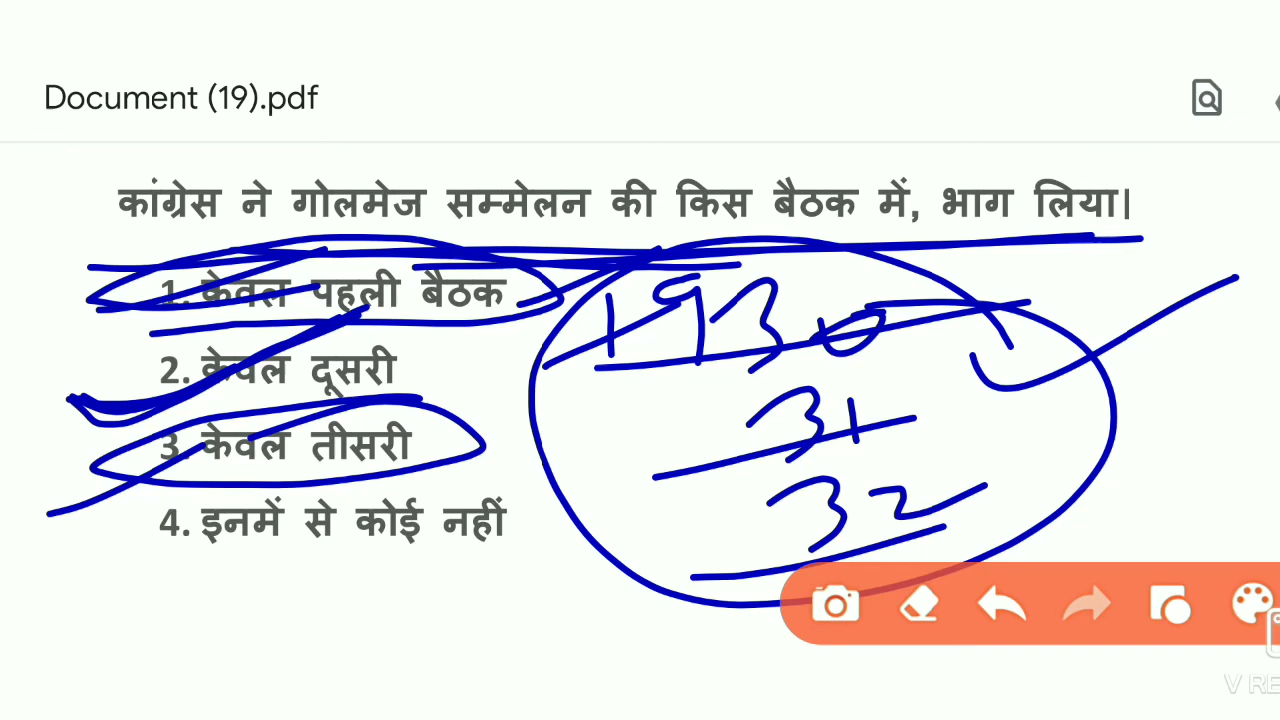 Document (19).pdf
कांग्रेस ने गोलमेज सम्मेलन की किस बैठक में, भाग लिया।
1. केवल पहली बैठक
1930
2. केवल दूसरी
31
3. केवल तीसरी
32
4. इनमें से कोई नहीं
V RE